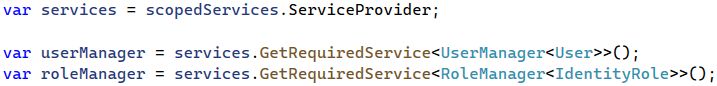 var services = scopedServices.ServiceProvider;
var userManager = services.GetRequiredService<UserManager<User>>();
var roleManager = services.GetRequiredService<RoleManager<IdentityRole>>();